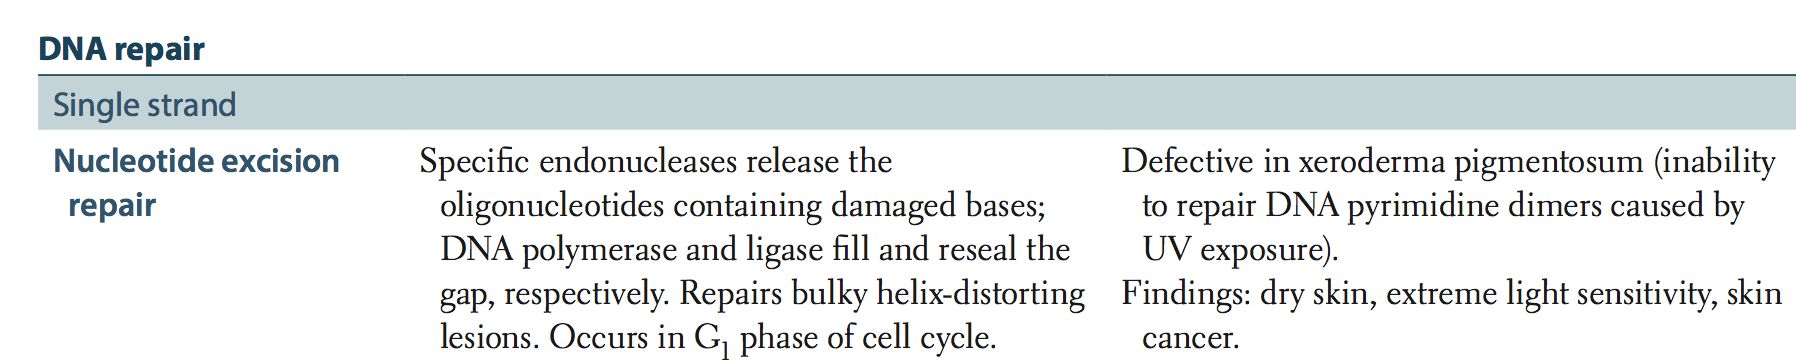 DNA repair
Single strand
Nucleotide excision
repair
Specific endonucleases release the
oligonucleotides containing damaged bases;
DNA polymerase and ligase fill and reseal the
gap, respectively. Repairs bulky helix-distorting
lesions. Occurs in G₁ phase of cell cycle.
Defective in xeroderma pigmentosum (inability
to repair DNA pyrimidine dimers caused by
UV exposure).
Findings: dry skin, extreme light sensitivity, skin
cancer.